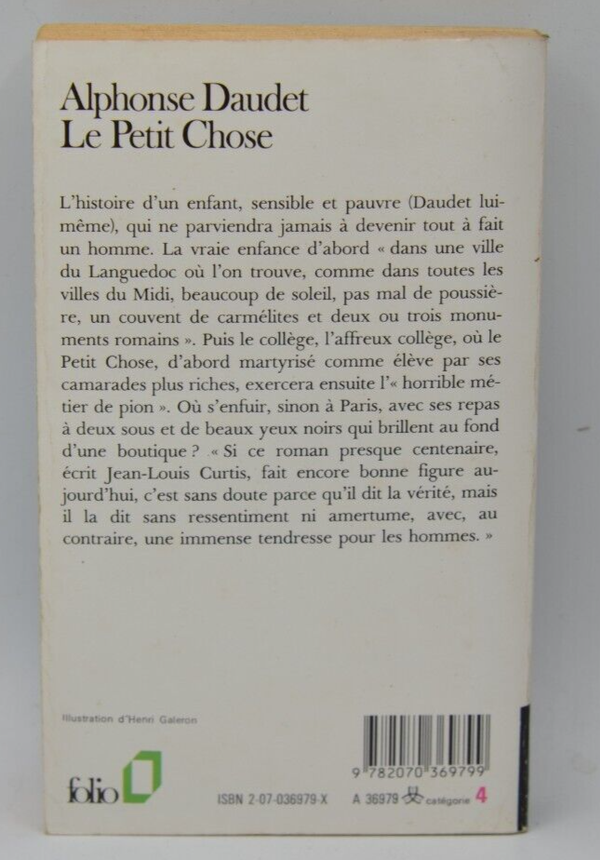 Alphonse Daudet
Le Petit Chose
L'histoire d'un enfant, sensible et pauvre (Daudet lui-
même), qui ne parviendra jamais à devenir tout à fait
un homme. La vraie enfance d'abord « dans une ville
du Languedoc où l'on trouve, comme dans toutes les
villes du Midi, beaucoup de soleil, pas mal de poussiè-
re, un couvent de carmélites et deux ou trois monu-
ments romains ». Puis le collège, l'affreux collège, où le
Petit Chose, d'abord martyrisé comme élève par ses
camarades plus riches, exercera ensuite l'« horrible mé-
tier de pion ». Où s'enfuir, sinon à Paris, avec ses repas
à deux sous et de beaux yeux noirs qui brillent au fond
d'une boutique ? « Si ce roman presque centenaire,
écrit Jean-Louis Curtis, fait encore bonne figure au-
jourd'hui, c'est sans doute parce qu'il dit la vérité, mais
il la dit sans ressentiment ni amertume, avec, au
contraire, une immense tendresse pour les hommes. »
Illustration d'Henri Galeron
9 782070 369799
folio
ISBN 2-07-036979-X A 36979 catégorie 4